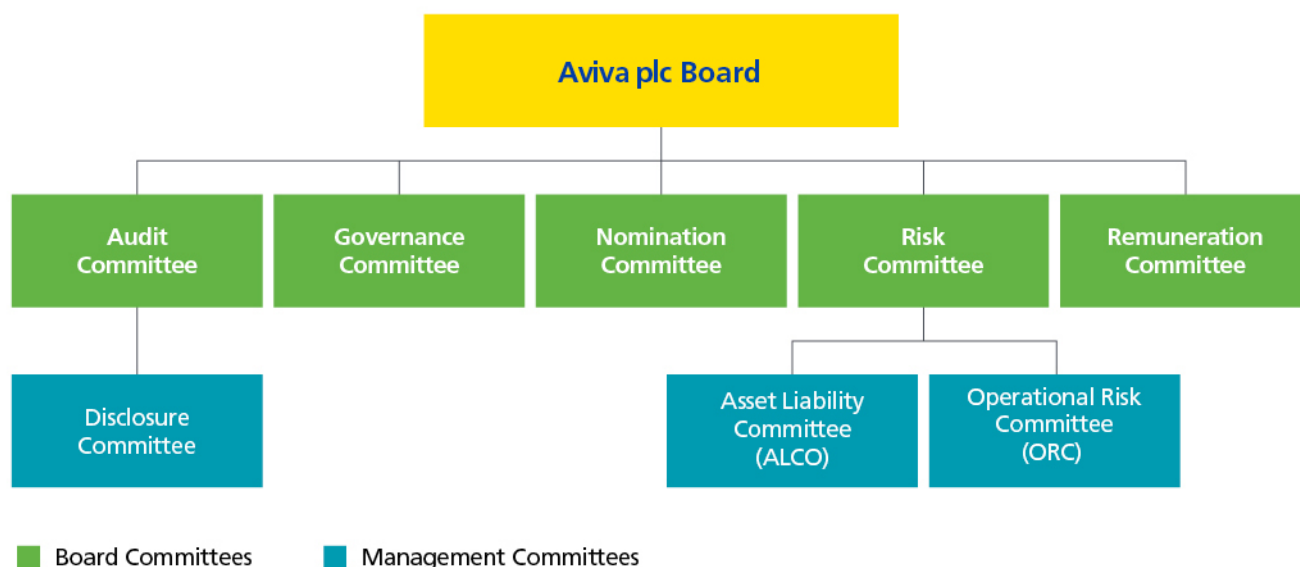 Aviva plc Board
Audit
Committee
Governance
Committee
Nomination
Committee
Risk
Committee
Remuneration
Committee
Disclosure
Committee
Asset Liability
Committee
(ALCO)
Operational Risk
Committee
(ORC)
Board Committees
Management Committees